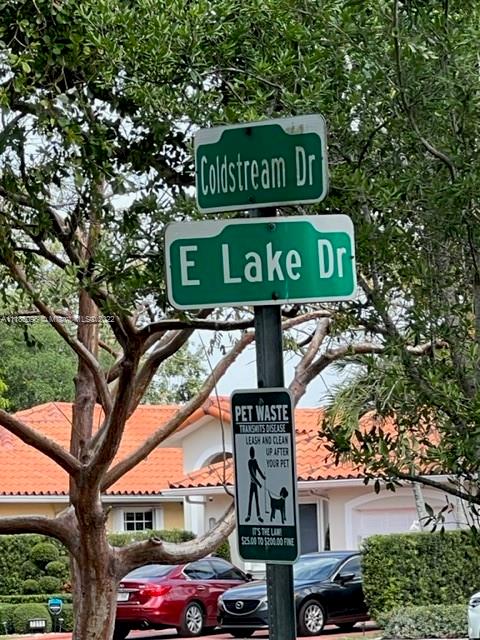 Coldstream Dr
E Lake Dr
PET WASTE
TRANSMITS DISEASE
LEASH AND CLEAN
UP AFTER
YOUR PET
IT'S THE LAW!
$25.00 TO $200.00 FINE